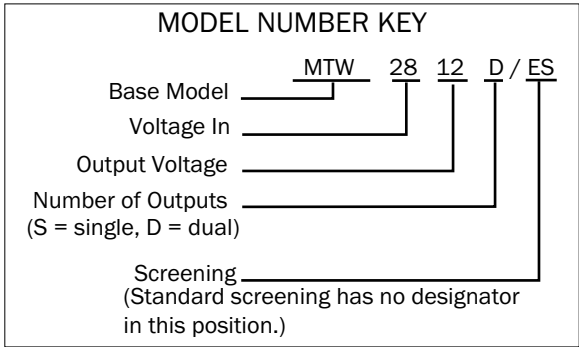 MODEL NUMBER KEY
MTW 28 12 D / ES
Base Model
Voltage In
Output Voltage
Number of Outputs
(S = single, D = dual)
Screening
(Standard screening has no designator
in this position.)